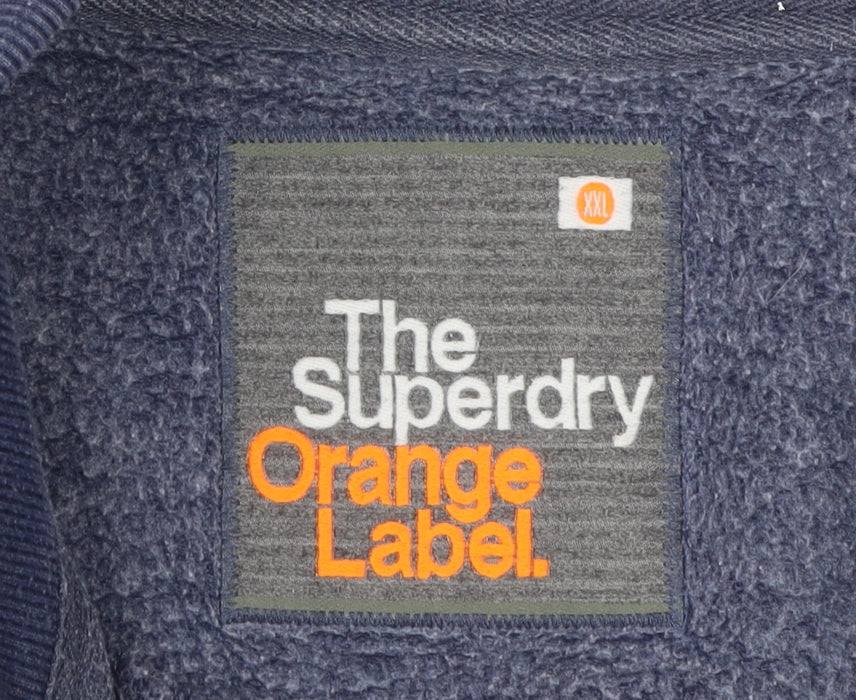 XXL
The
Superdry
Orange
Label.